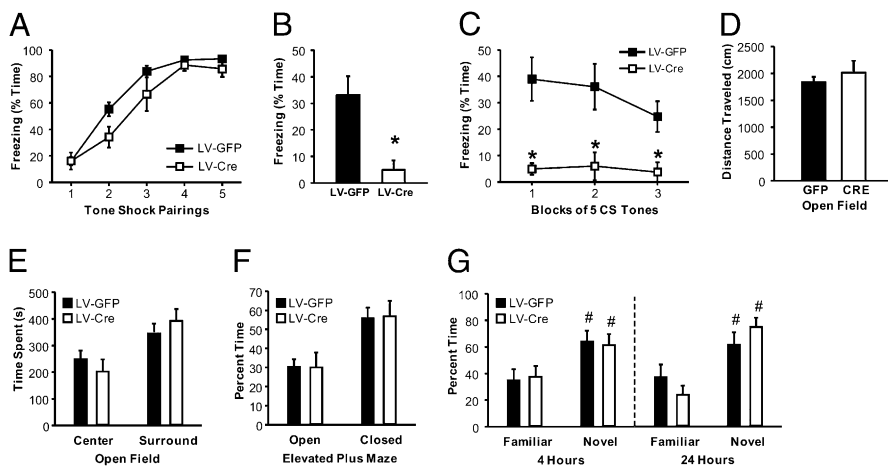 A
Freezing (% Time)
100
80
60
40
20
0
LV-GFP
LV-Cre
1 2 3 4 5
Tone Shock Pairings
B
Freezing (% Time)
50
40
30
20
10
0
*
LV-GFP LV-Cre
C
Freezing (% Time)
50
40
30
20
10
0
LV-GFP
LV-Cre
* * *
1 2 3
Blocks of 5 CS Tones
D
Distance Traveled (cm)
2500
2000
1500
1000
500
0
GFP CRE
Open Field
E
Time Spent (s)
500
400
300
200
100
0
LV-GFP
LV-Cre
Center Surround
Open Field
F
Percent Time
70
60
50
40
30
20
10
0
LV-GFP
LV-Cre
Open Closed
Elevated Plus Maze
G
Percent Time
100
80
60
40
20
0
LV-GFP
LV-Cre
# # # #
Familiar Novel Familiar Novel
4 Hours 24 Hours